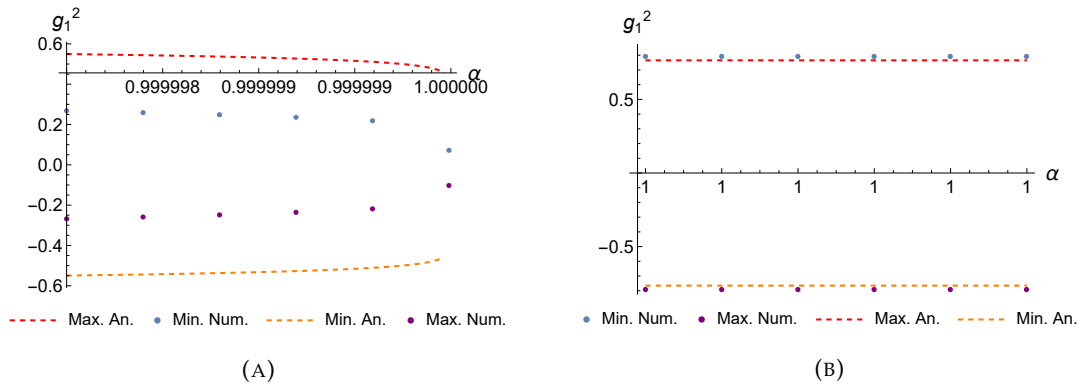 g₁²
0.6
α
0.999998 0.999999 0.999999 1.000000
0.2
0.0
−0.2
−0.4
−0.6
Max. An. Min. Num. Min. An. Max. Num.
(A)
g₁²
0.5
α
1 1 1 1 1 1
−0.5
Min. Num. Max. Num. Max. An. Min. An.
(B)